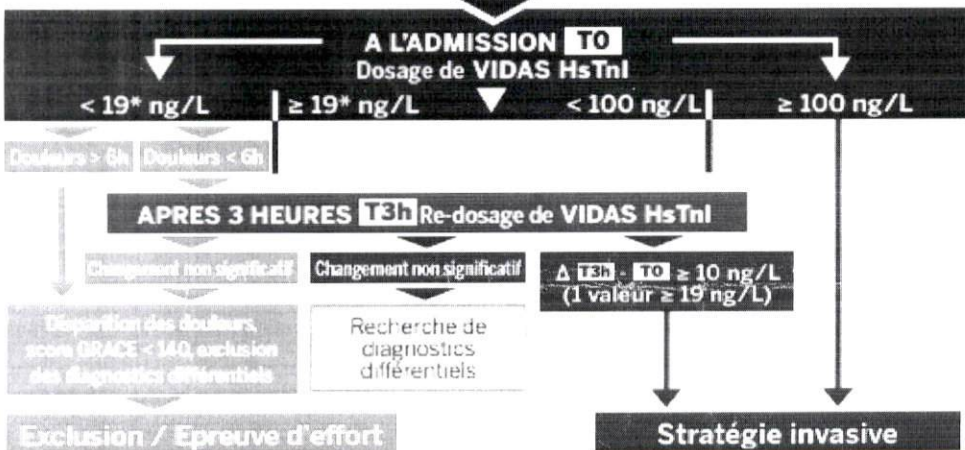 A L'ADMISSION T0
Dosage de VIDAS HsTnI
< 19* ng/L
≥ 19* ng/L
< 100 ng/L
≥ 100 ng/L
Douleurs > 6h
Douleurs < 6h
APRES 3 HEURES T3h Re-dosage de VIDAS HsTnI
Changement non significatif
Changement non significatif
Δ T3h - T0 ≥ 10 ng/L
(1 valeur ≥ 19 ng/L)
Disparition des douleurs,
score GRACE < 140, exclusion
des diagnostics différentiels
Recherche de
diagnostics
différentiels
Exclusion / Epreuve d'effort
Stratégie invasive